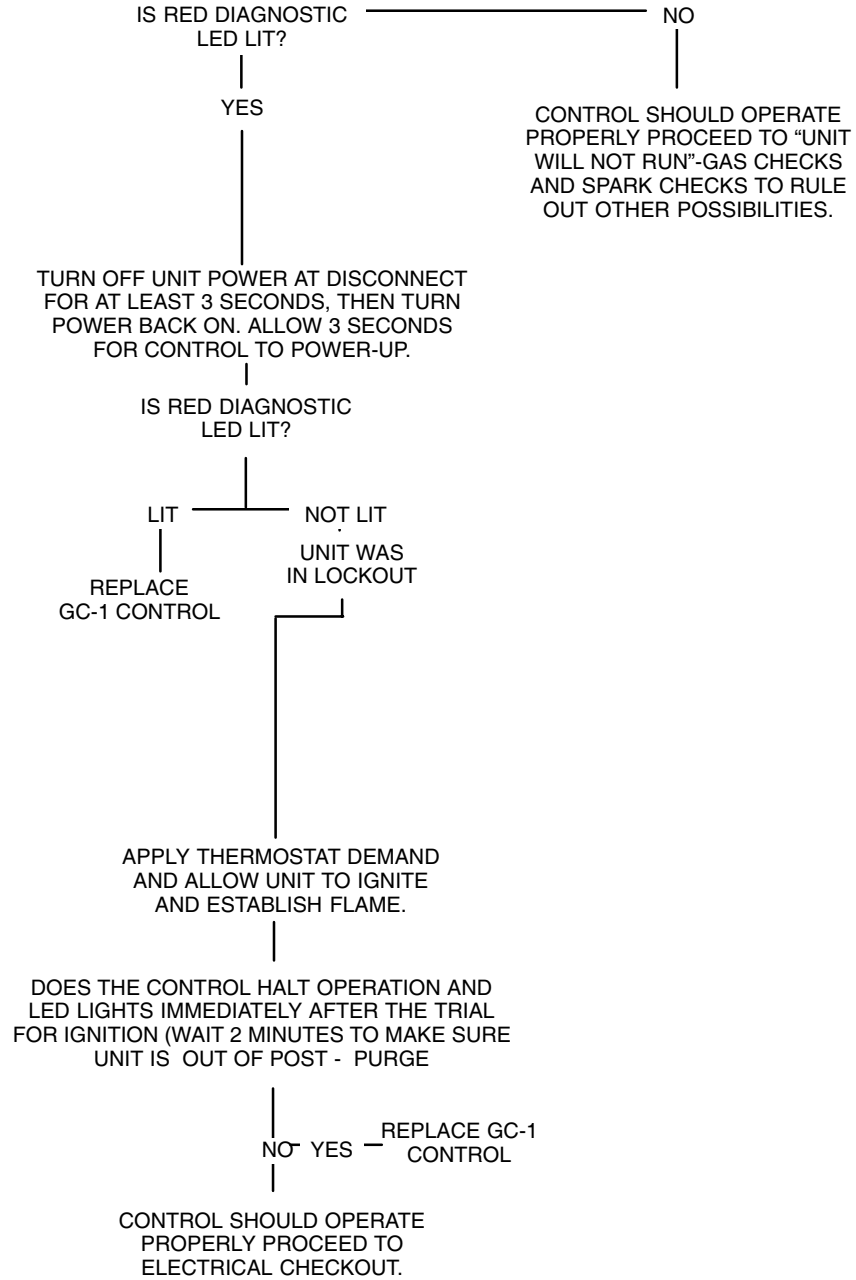 IS RED DIAGNOSTIC
LED LIT?
NO
YES
CONTROL SHOULD OPERATE
PROPERLY PROCEED TO “UNIT
WILL NOT RUN”-GAS CHECKS
AND SPARK CHECKS TO RULE
OUT OTHER POSSIBILITIES.
TURN OFF UNIT POWER AT DISCONNECT
FOR AT LEAST 3 SECONDS, THEN TURN
POWER BACK ON. ALLOW 3 SECONDS
FOR CONTROL TO POWER-UP.
IS RED DIAGNOSTIC
LED LIT?
LIT
NOT LIT
REPLACE
GC-1 CONTROL
UNIT WAS
IN LOCKOUT
APPLY THERMOSTAT DEMAND
AND ALLOW UNIT TO IGNITE
AND ESTABLISH FLAME.
DOES THE CONTROL HALT OPERATION AND
LED LIGHTS IMMEDIATELY AFTER THE TRIAL
FOR IGNITION (WAIT 2 MINUTES TO MAKE SURE
UNIT IS OUT OF POST - PURGE
NO
YES
REPLACE GC-1
CONTROL
CONTROL SHOULD OPERATE
PROPERLY PROCEED TO
ELECTRICAL CHECKOUT.